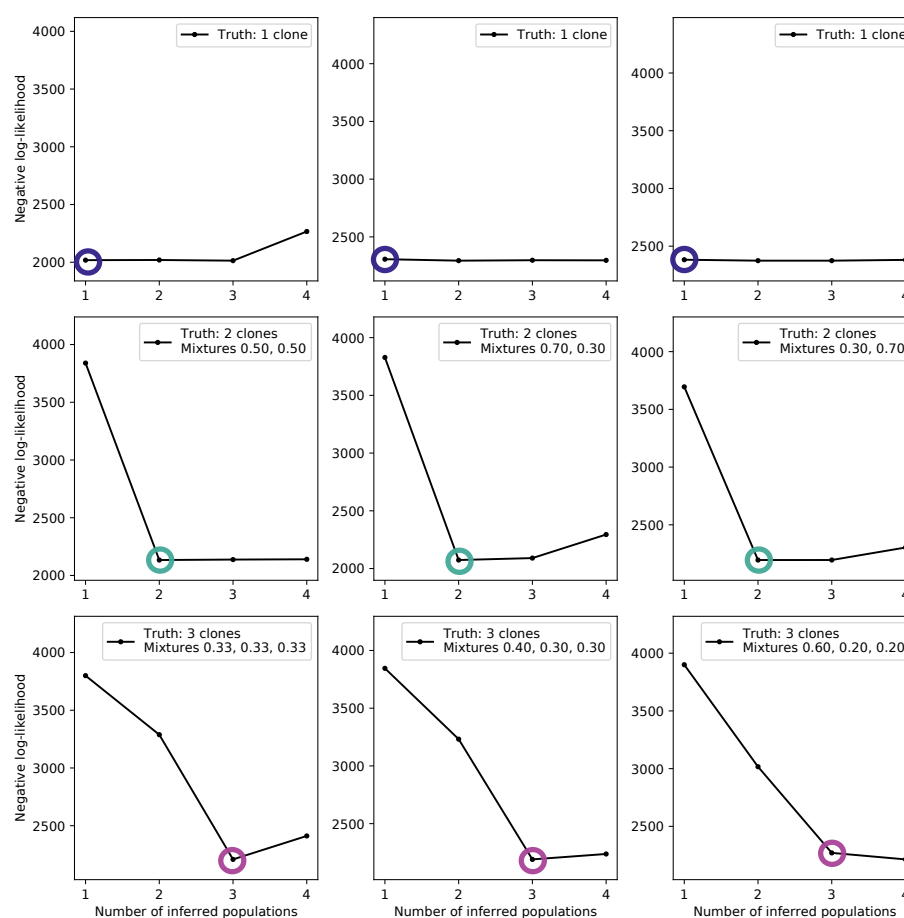 Truth: 1 clone
Truth: 1 clone
Truth: 1 clone
Negative log-likelihood
4000
3500
3000
2500
2000
1 2 3 4
4000
3500
3000
2500
1 2 3 4
4000
3500
3000
2500
1 2 3 4
Truth: 2 clones
Mixtures 0.50, 0.50
Truth: 2 clones
Mixtures 0.70, 0.30
Truth: 2 clones
Mixtures 0.30, 0.70
Negative log-likelihood
4000
3500
3000
2500
2000
1 2 3 4
4000
3500
3000
2500
2000
1 2 3 4
4000
3500
3000
2500
1 2 3 4
Truth: 3 clones
Mixtures 0.33, 0.33, 0.33
Truth: 3 clones
Mixtures 0.40, 0.30, 0.30
Truth: 3 clones
Mixtures 0.60, 0.20, 0.20
Negative log-likelihood
4000
3500
3000
2500
1 2 3 4
4000
3500
3000
2500
1 2 3 4
4000
3500
3000
2500
1 2 3 4
Number of inferred populations
Number of inferred populations
Number of inferred populations